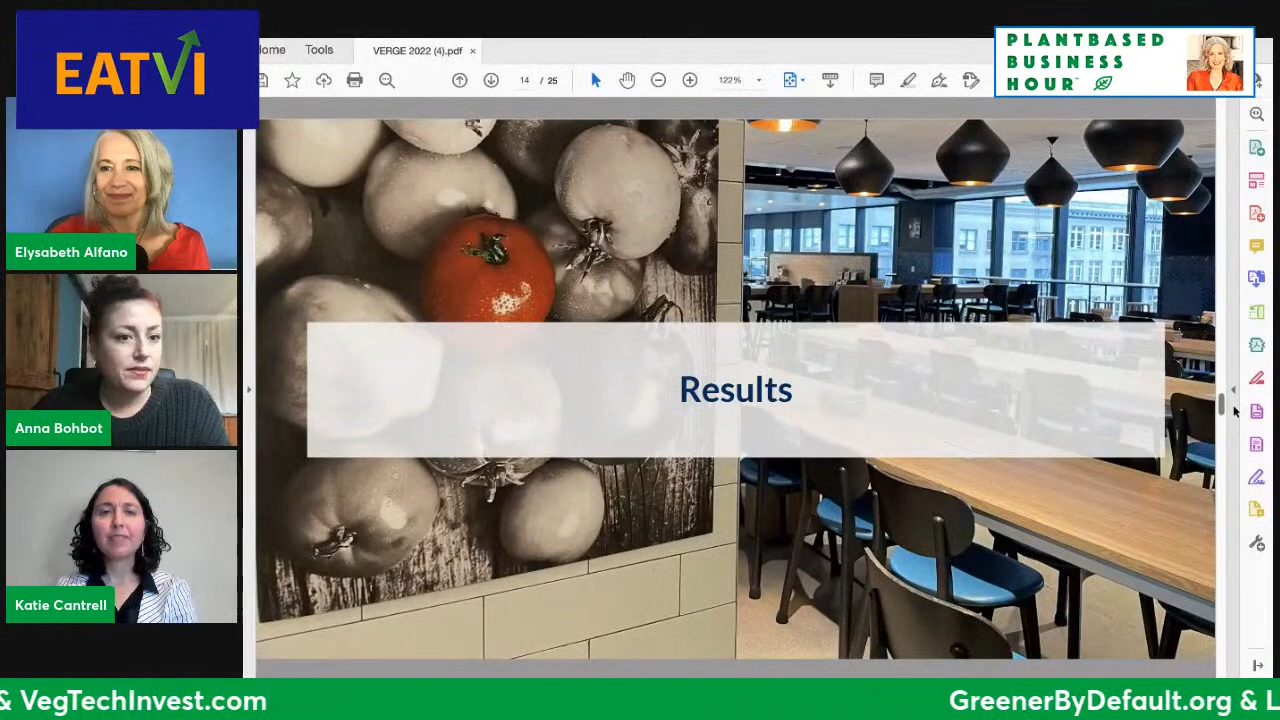 EATVI
ome
Tools
VERGE 2022 (4).pdf
×
PLANTBASED
BUSINESS
HOUR
14 / 25
122%
Elysabeth Alfano
Anna Bohbot
Katie Cantrell
Results
& VegTechInvest.com
GreenerByDefault.org & L